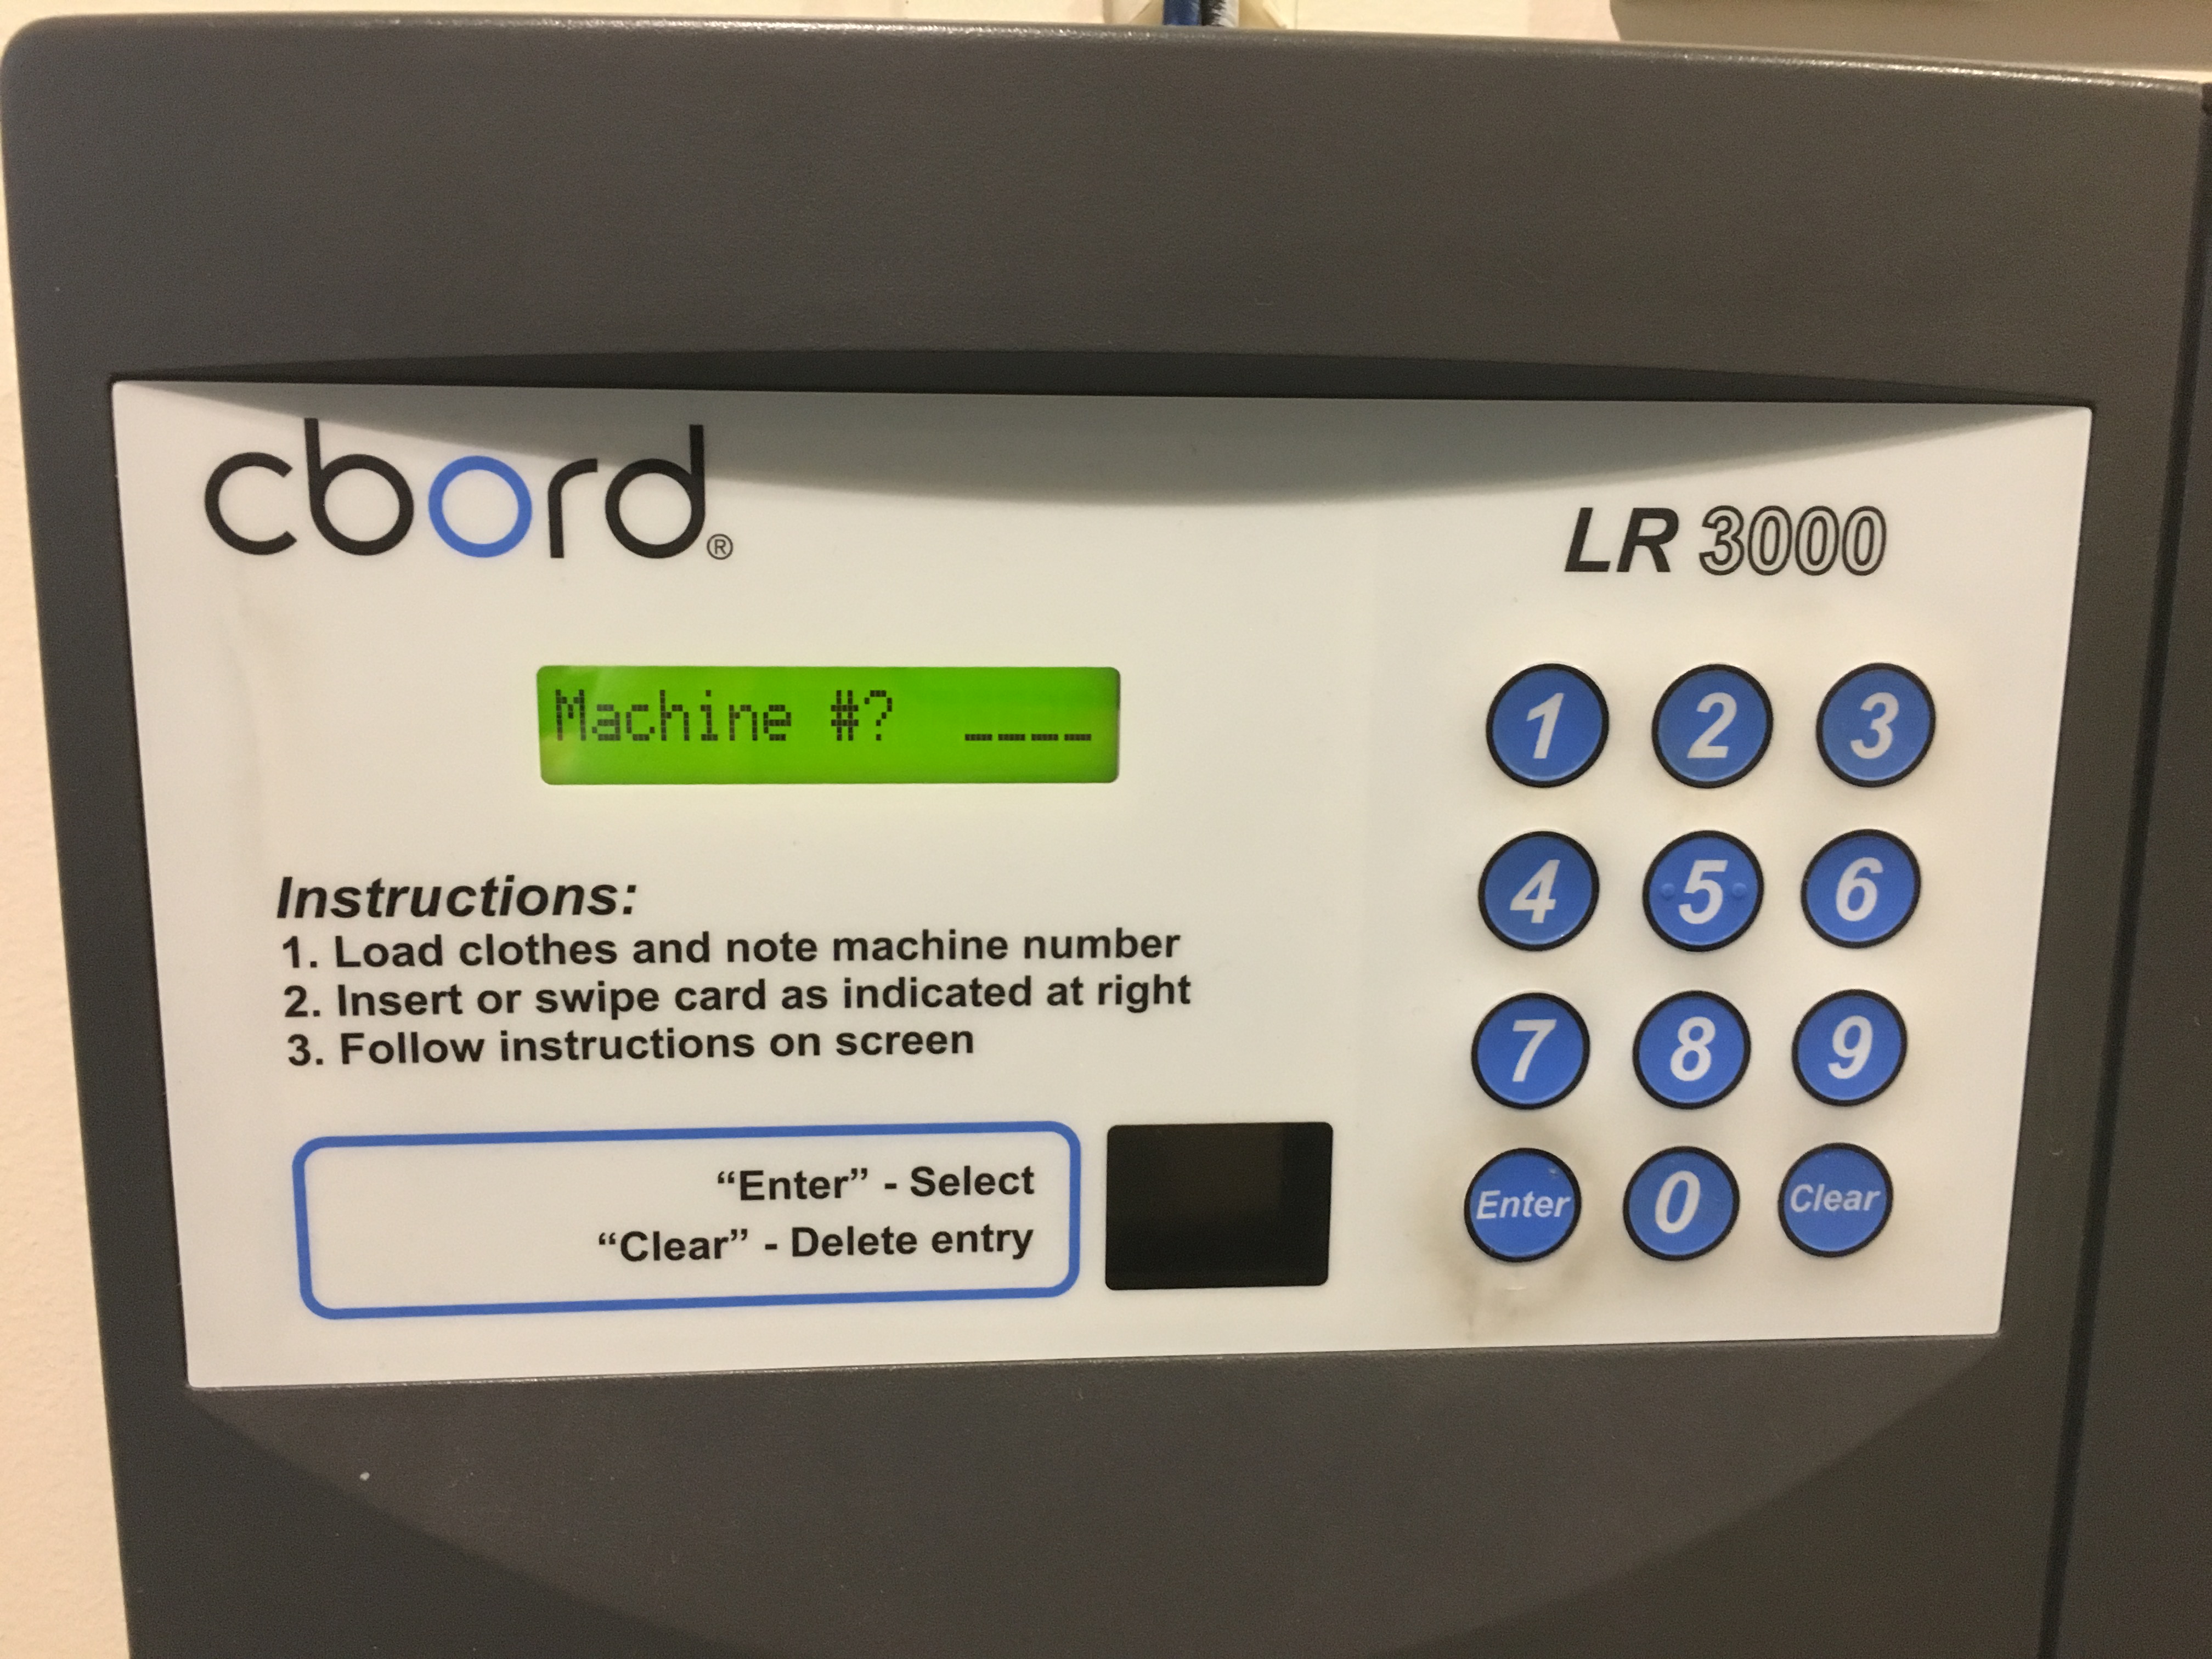 cbord®
LR 3000
Machine #? ____
Instructions:
1. Load clothes and note machine number
2. Insert or swipe card as indicated at right
3. Follow instructions on screen
“Enter” - Select
“Clear” - Delete entry
1 2 3
4 5 6
7 8 9
Enter 0 Clear